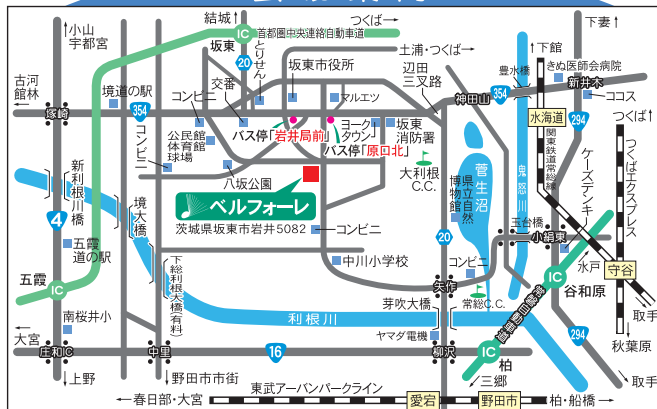 結城↑
つくば→
下妻↑
↑小山
宇都宮
IC
首都圏中央連絡自動車道
坂東
とりせん
20
土浦・つくば→
辺田
三叉路
豊水橋
↑下館
きぬ医師会病院
古河
館林
←
境道の駅
コンビニ
交番
坂東市役所
マルエツ
神田山
354
新井木
ココス
塚崎
354
水海道
294
公民館
体育館
球場
バス停「岩井局前」
ヨーク
タウン
坂東
消防署
バス停「原口北」
コンビニ
八坂公園
大利根
C.C.
菅生沼
鬼怒川
関東鉄道常総線
ケーズデンキ
つくばエクスプレス
新利根川橋
境大橋
ベルフォーレ
茨城県坂東市岩井5082
コンビニ
県立自然
博物館
玉台橋
小絹東
4
五霞
道の駅
20
コンビニ
水戸
守谷
五霞
IC
下総利根大橋(有料)
中川小学校
矢作
常総C.C.
IC
谷和原
取手
南桜井小
芽吹大橋
利根川
常磐自動車道
←
大宮
ヤマダ電機
294
秋葉原
庄和IC
中里
16
柳沢
IC
柏
↓上野
↓野田市市街
三郷
取手
←春日部・大宮
東武アーバンパークライン
愛宕
野田市
柏・船橋→